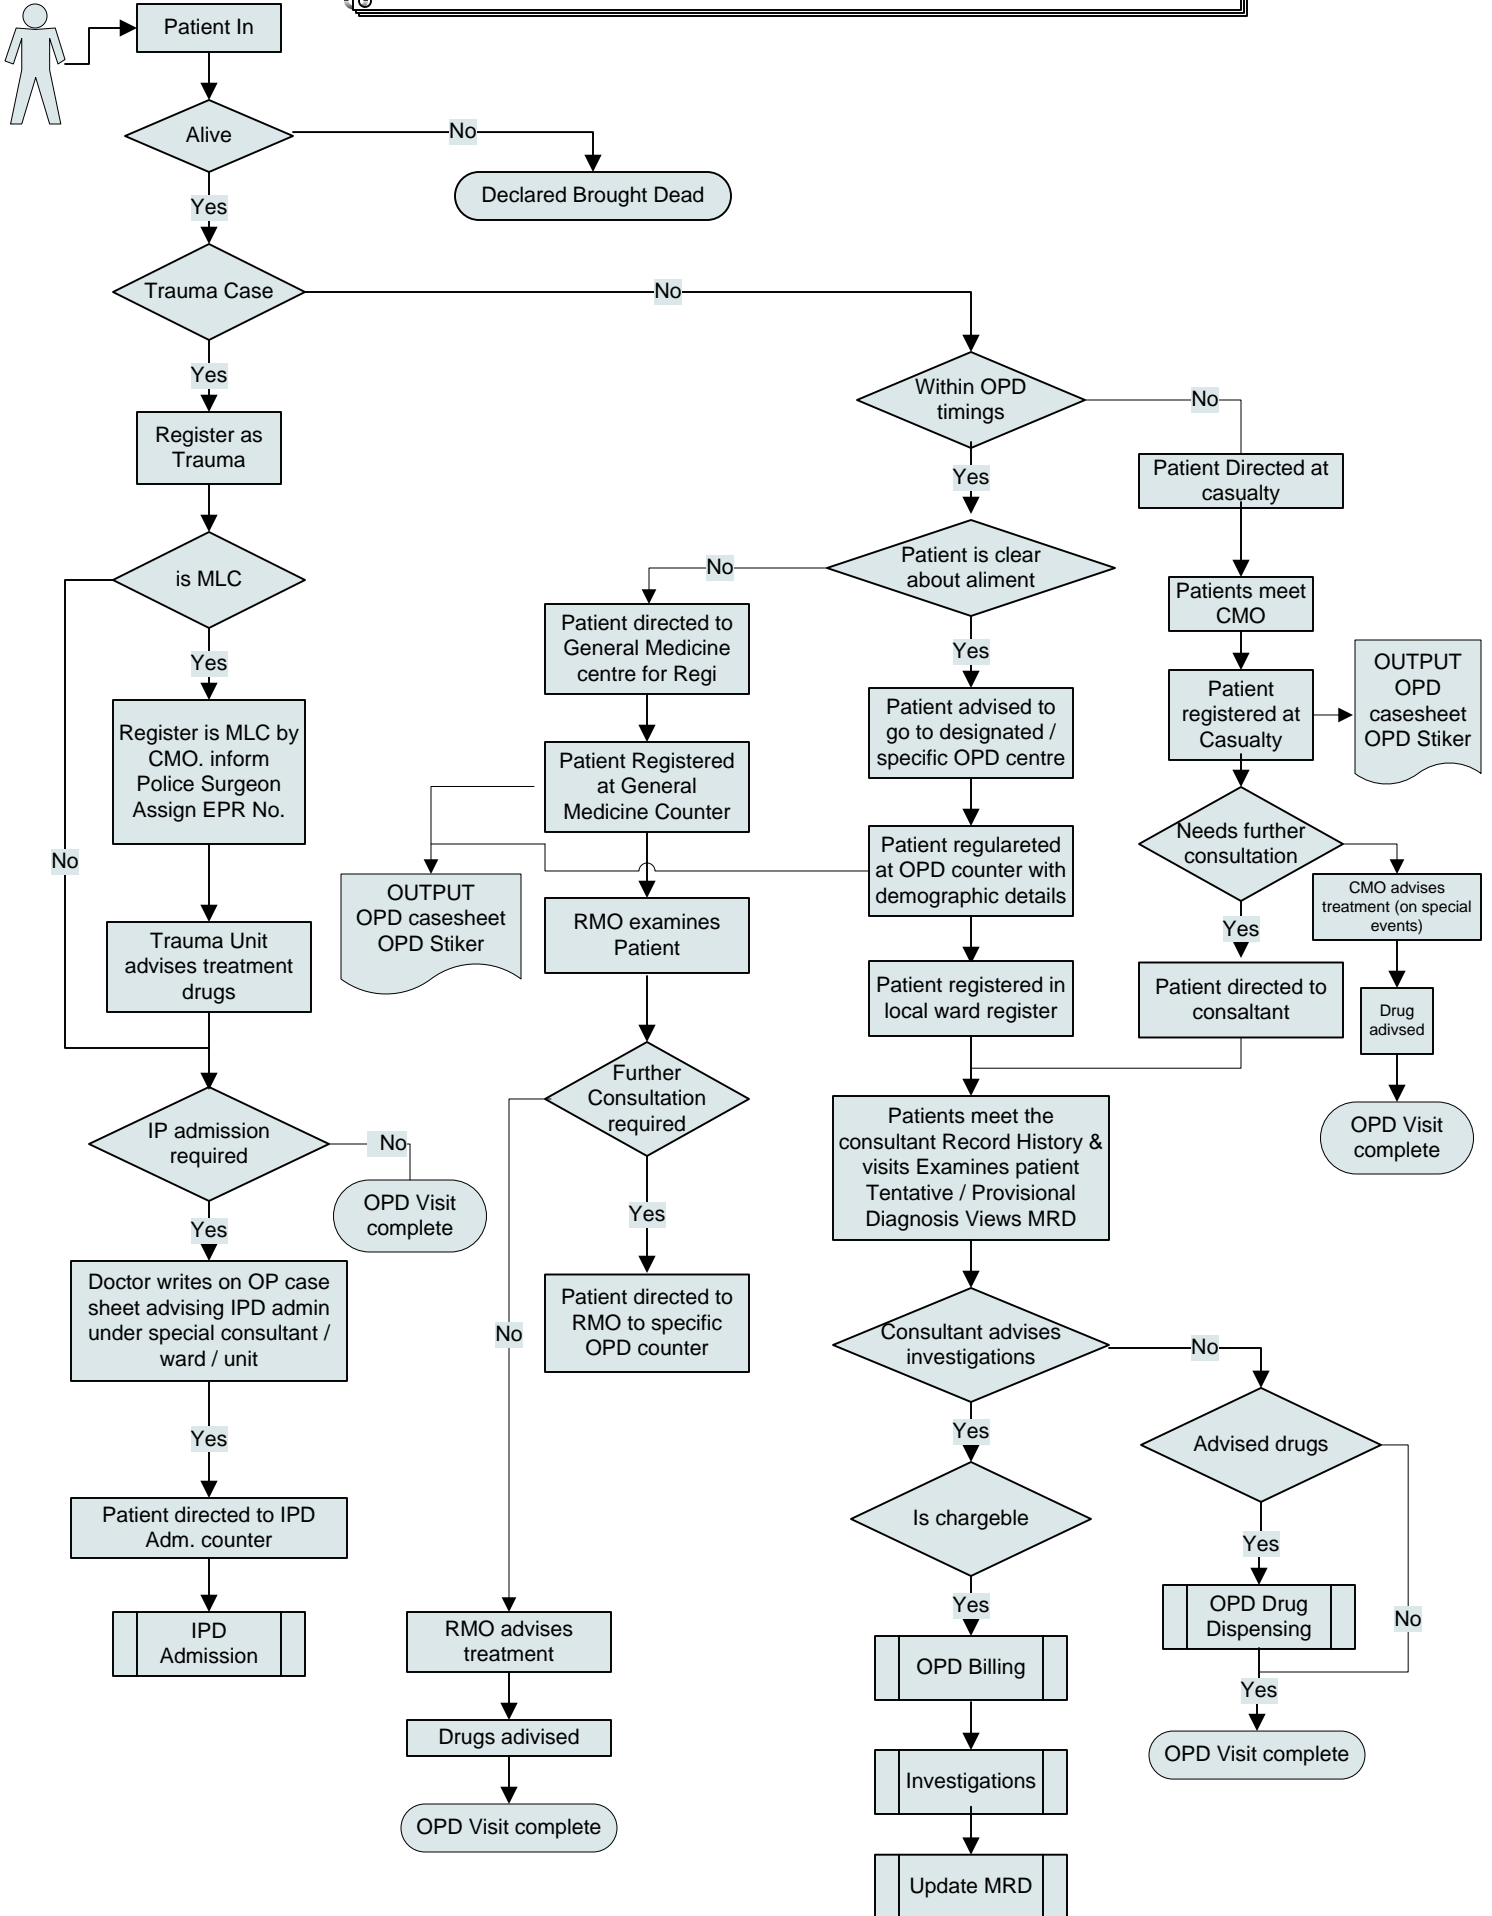 Patient In
Alive
No
Declared Brought Dead
Yes
Trauma Case
No
Yes
Within OPD
timings
No
Register as
Trauma
Yes
Patient Directed at
casualty
is MLC
No
Patient is clear
about aliment
Patients meet
CMO
Yes
Patient directed to
General Medicine
centre for Regi
Yes
OUTPUT
OPD
casesheet
OPD Stiker
Patient
registered at
Casualty
Register is MLC by
CMO. inform
Police Surgeon
Assign EPR No.
Patient advised to
go to designated /
specific OPD centre
Patient Registered
at General
Medicine Counter
No
Patient regulareted
at OPD counter with
demographic details
Needs further
consultation
OUTPUT
OPD casesheet
OPD Stiker
CMO advises
treatment (on special
events)
RMO examines
Patient
Yes
Trauma Unit
advises treatment
drugs
Patient registered in
local ward register
Patient directed to
consaltant
Drug
adivsed
Further
Consultation
required
Patients meet the
consultant Record History &
visits Examines patient
Tentative / Provisional
Diagnosis Views MRD
IP admission
required
No
OPD Visit
complete
OPD Visit
complete
Yes
Yes
Doctor writes on OP case
sheet advising IPD admin
under special consultant /
ward / unit
No
Patient directed to
RMO to specific
OPD counter
Consultant advises
investigations
No
Yes
Yes
Advised drugs
Patient directed to IPD
Adm. counter
Is chargeble
Yes
IPD
Admission
RMO advises
treatment
Yes
OPD Drug
Dispensing
No
OPD Billing
Yes
Drugs adivised
OPD Visit complete
Investigations
OPD Visit complete
Update MRD